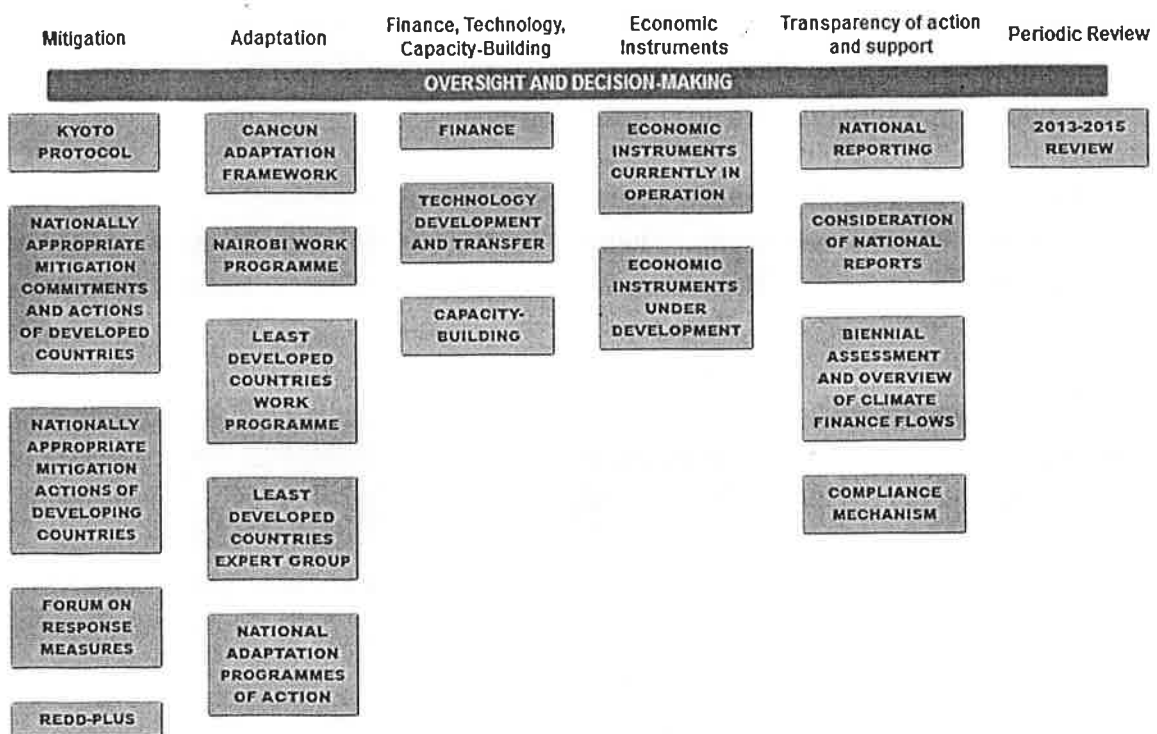 Mitigation
Adaptation
Finance, Technology,
Capacity-Building
Economic
Instruments
Transparency of action
and support
Periodic Review
OVERSIGHT AND DECISION-MAKING
KYOTO
PROTOCOL
NATIONALLY
APPROPRIATE
MITIGATION
COMMITMENTS
AND ACTIONS
OF DEVELOPED
COUNTRIES
NATIONALLY
APPROPRIATE
MITIGATION
ACTIONS OF
DEVELOPING
COUNTRIES
FORUM ON
RESPONSE
MEASURES
REDD-PLUS
CANCUN
ADAPTATION
FRAMEWORK
NAIROBI WORK
PROGRAMME
LEAST
DEVELOPED
COUNTRIES
WORK
PROGRAMME
LEAST
DEVELOPED
COUNTRIES
EXPERT GROUP
NATIONAL
ADAPTATION
PROGRAMMES
OF ACTION
FINANCE
TECHNOLOGY
DEVELOPMENT
AND TRANSFER
CAPACITY-
BUILDING
ECONOMIC
INSTRUMENTS
CURRENTLY IN
OPERATION
ECONOMIC
INSTRUMENTS
UNDER
DEVELOPMENT
NATIONAL
REPORTING
CONSIDERATION
OF NATIONAL
REPORTS
BIENNIAL
ASSESSMENT
AND OVERVIEW
OF CLIMATE
FINANCE FLOWS
COMPLIANCE
MECHANISM
2013-2015
REVIEW